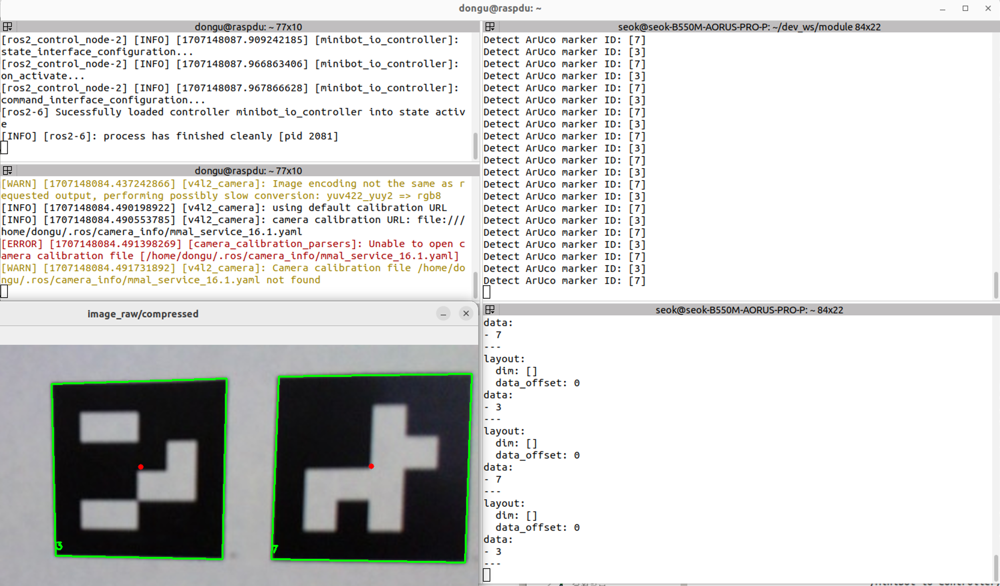 dongu@raspdu: ~
dongu@raspdu: ~ 77x10
[ros2_control_node-2] [INFO] [1707148087.909242185] [minibot_io_controller]:
state_interface_configuration...
[ros2_control_node-2] [INFO] [1707148087.966863406] [minibot_io_controller]:
on_activate...
[ros2_control_node-2] [INFO] [1707148087.967866628] [minibot_io_controller]:
command_interface_configuration...
[ros2-6] Sucessfully loaded controller minibot_io_controller into state activ
e
[INFO] [ros2-6]: process has finished cleanly [pid 2081]
dongu@raspdu: ~ 77x10
[WARN] [1707148084.437242866] [v4l2_camera]: Image encoding not the same as r
equested output, performing possibly slow conversion: yuv422_yuy2 => rgb8
[INFO] [1707148084.490198922] [v4l2_camera]: using default calibration URL
[INFO] [1707148084.490553785] [v4l2_camera]: camera calibration URL: file:///
home/dongu/.ros/camera_info/mmal_service_16.1.yaml
[ERROR] [1707148084.491398269] [camera_calibration_parsers]: Unable to open c
amera calibration file [/home/dongu/.ros/camera_info/mmal_service_16.1.yaml]
[WARN] [1707148084.491731892] [v4l2_camera]: Camera calibration file /home/do
ngu/.ros/camera_info/mmal_service_16.1.yaml not found
image_raw/compressed
3
7
seok@seok-B550M-AORUS-PRO-P: ~/dev_ws/module 84x22
Detect ArUco marker ID: [7]
Detect ArUco marker ID: [3]
Detect ArUco marker ID: [7]
Detect ArUco marker ID: [3]
Detect ArUco marker ID: [7]
Detect ArUco marker ID: [3]
Detect ArUco marker ID: [7]
Detect ArUco marker ID: [3]
Detect ArUco marker ID: [7]
Detect ArUco marker ID: [3]
Detect ArUco marker ID: [7]
Detect ArUco marker ID: [3]
Detect ArUco marker ID: [7]
Detect ArUco marker ID: [3]
Detect ArUco marker ID: [7]
Detect ArUco marker ID: [3]
Detect ArUco marker ID: [7]
Detect ArUco marker ID: [3]
Detect ArUco marker ID: [7]
Detect ArUco marker ID: [3]
Detect ArUco marker ID: [7]
seok@seok-B550M-AORUS-PRO-P: ~ 84x22
data:
- 7
---
layout:
  dim: []
  data_offset: 0
data:
- 3
---
layout:
  dim: []
  data_offset: 0
data:
- 7
---
layout:
  dim: []
  data_offset: 0
data:
- 3
---